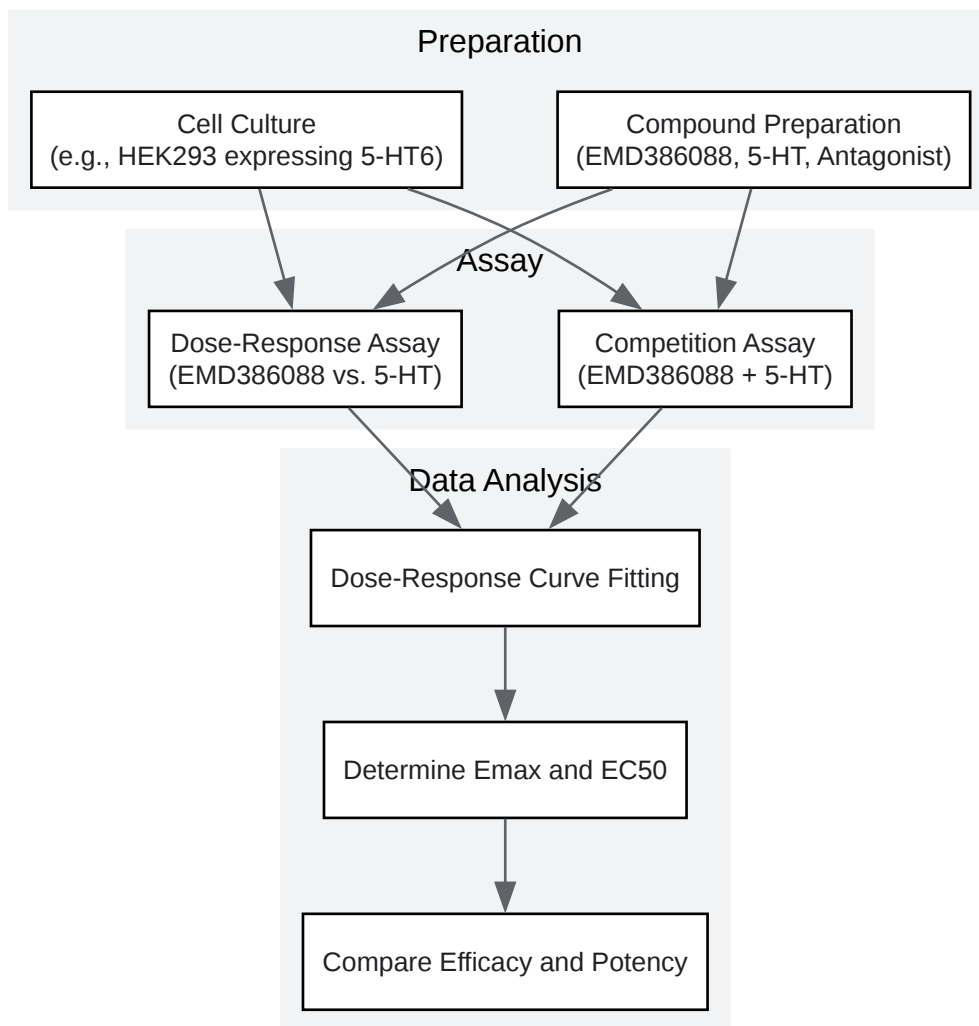 Preparation
Cell Culture
(e.g., HEK293 expressing 5-HT6)
Compound Preparation
(EMD386088, 5-HT, Antagonist)
Assay
Dose-Response Assay
(EMD386088 vs. 5-HT)
Competition Assay
(EMD386088 + 5-HT)
Data Analysis
Dose-Response Curve Fitting
Determine Emax and EC50
Compare Efficacy and Potency